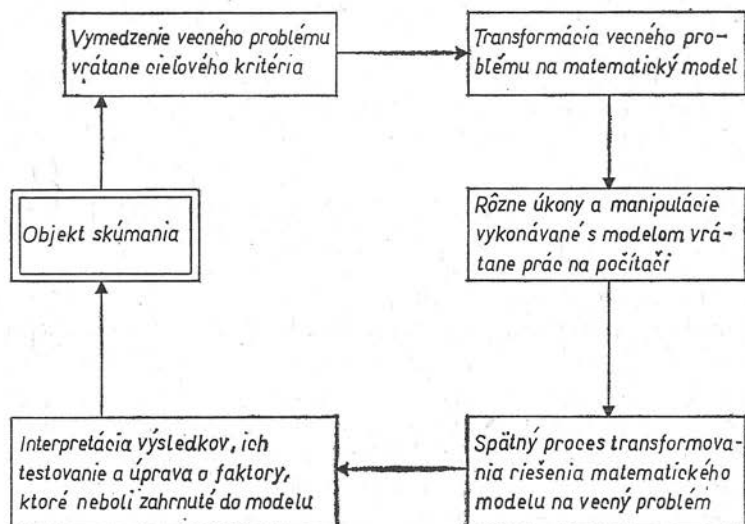 Vymedzenie vecného problému
vrátane cieľového kritéria
Transformácia vecného pro-
blému na matematický model
Rôzne úkony a manipulácie
vykonávané s modelom vrá-
tane prác na počítači
Spätný proces transformova-
nia riešenia matematického
modelu na vecný problém
Interpretácia výsledkov, ich
testovanie a úprava o faktory,
ktoré neboli zahrnuté do modelu
Objekt skúmania